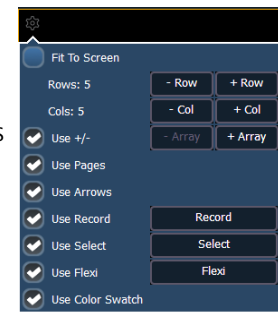 Fit To Screen
Rows: 5 - Row + Row
Cols: 5 - Col + Col
s
Use +/- - Array + Array
Use Pages
Use Arrows
Use Record Record
Use Select Select
Use Flexi Flexi
Use Color Swatch